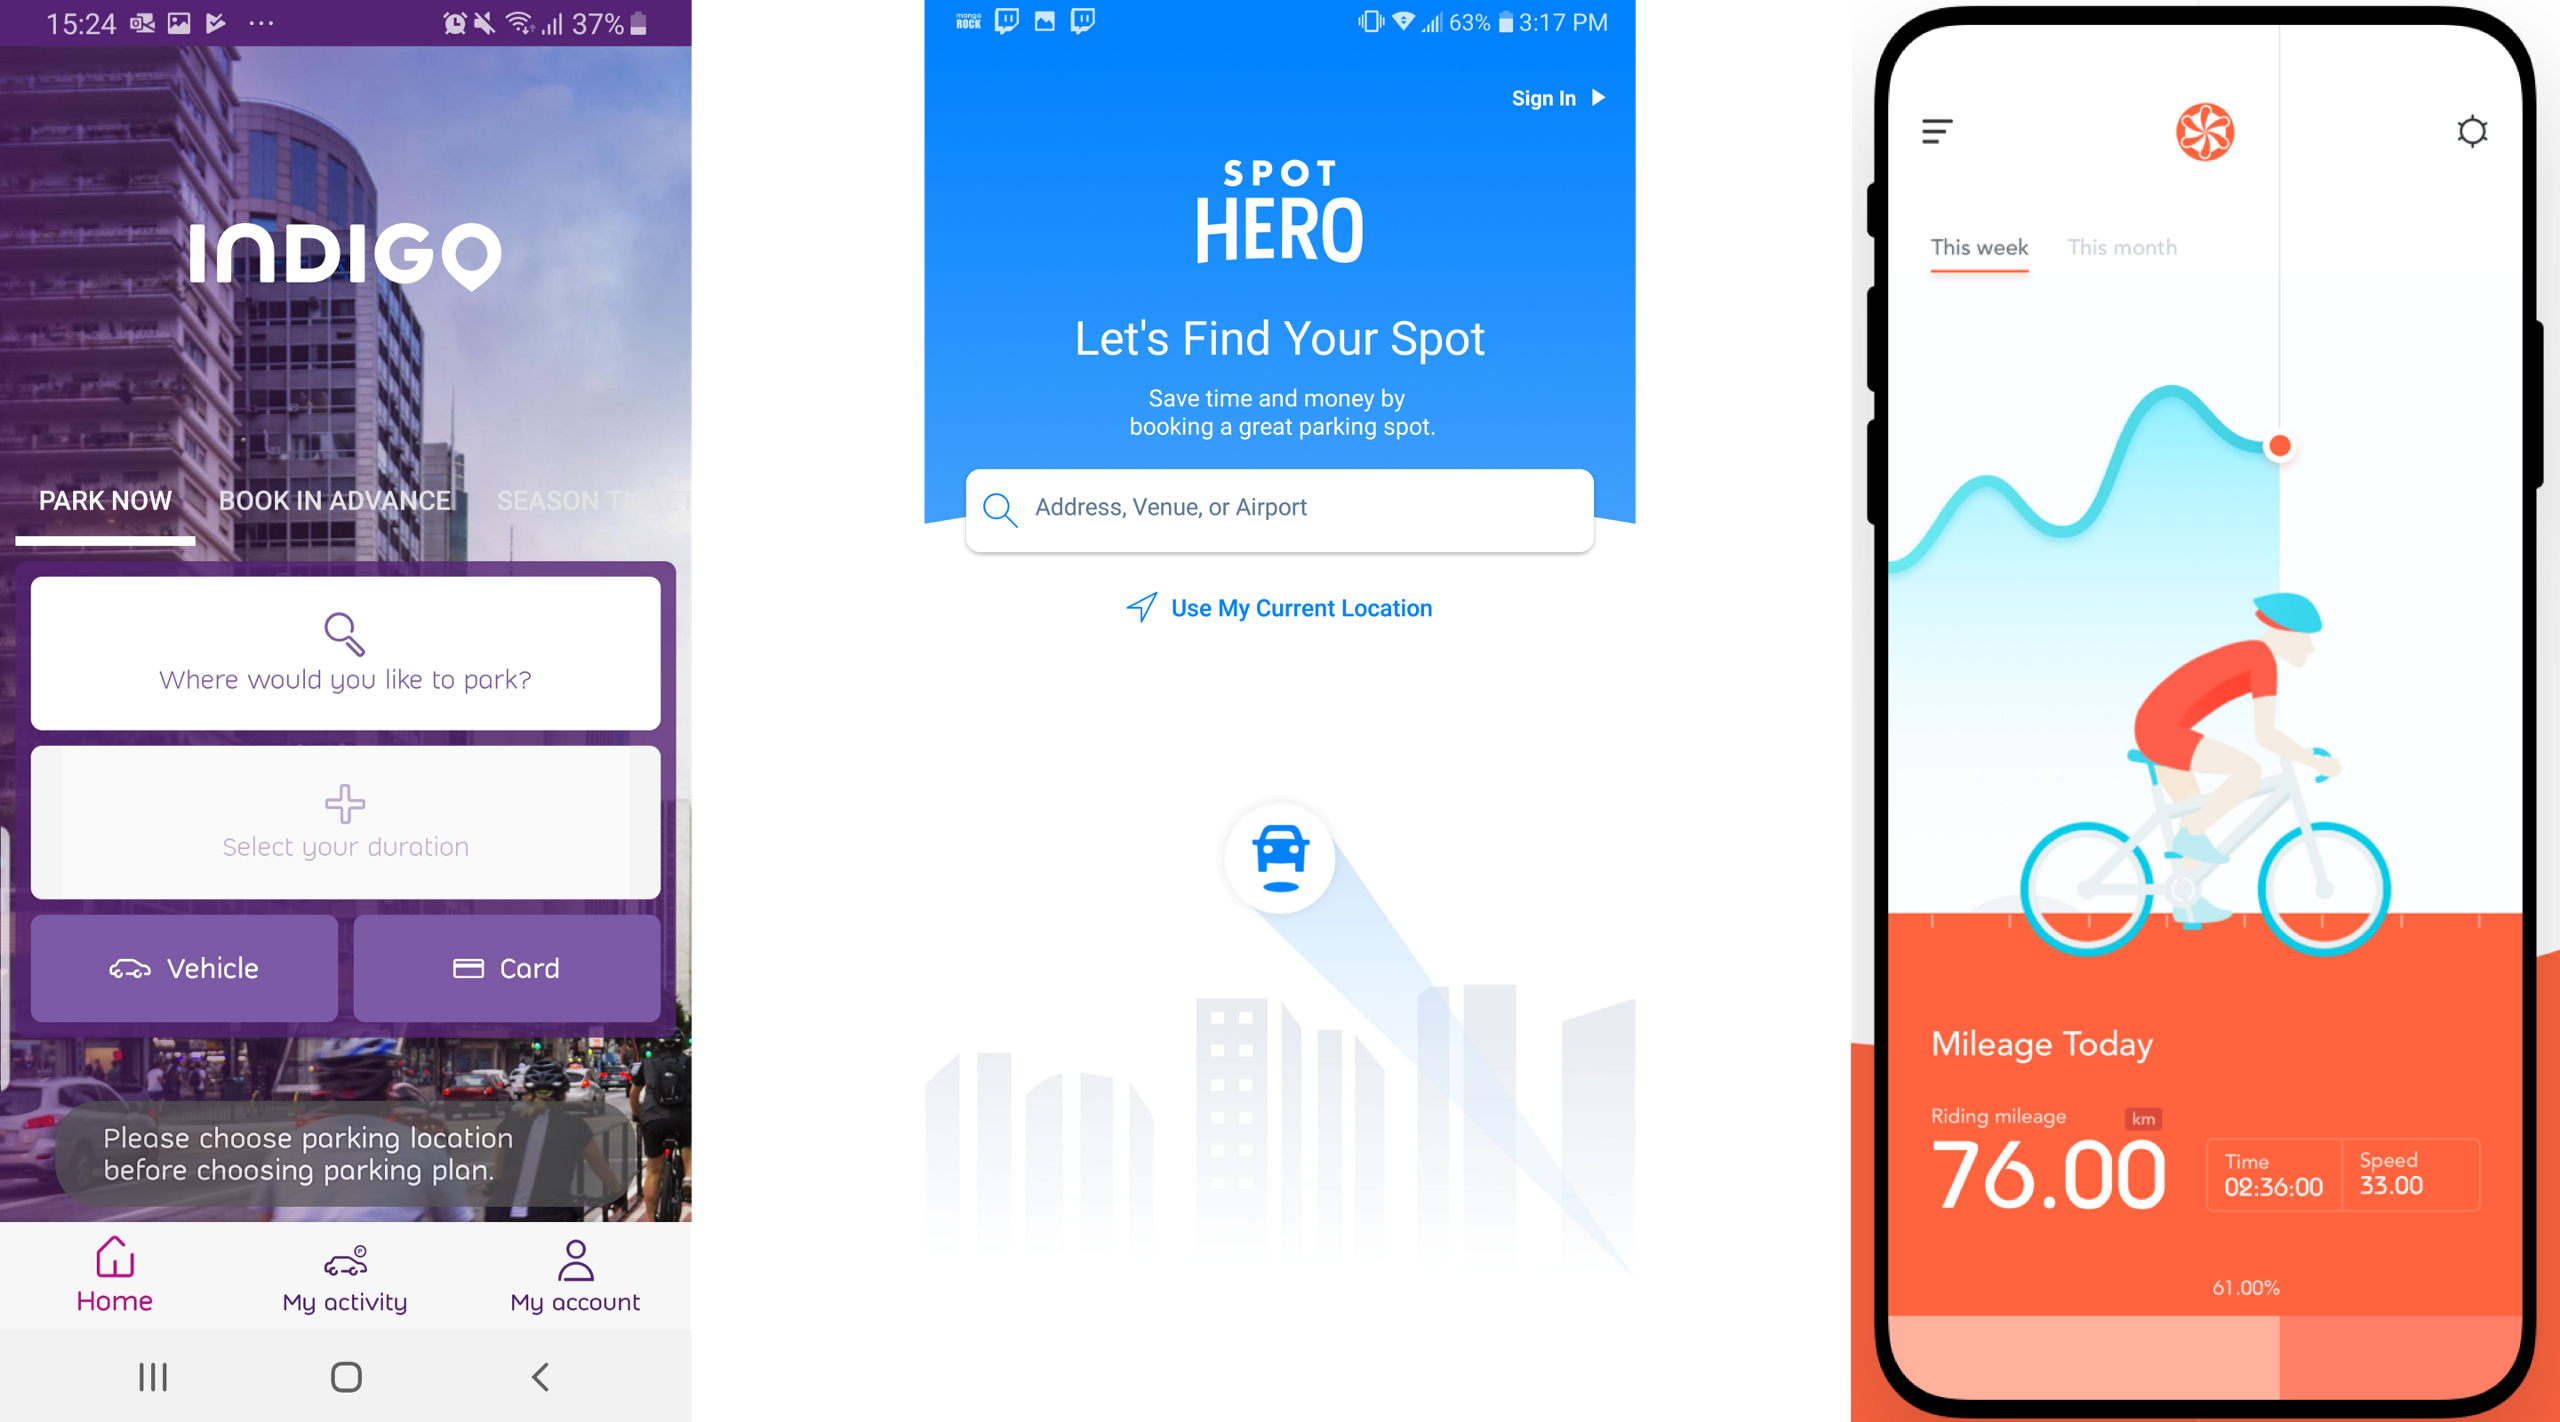 15:24
37%
INDIGO
PARK NOW
BOOK IN ADVANCE
SEASON TICKET
Where would you like to park?
Select your duration
Vehicle
Card
Please choose parking location
before choosing parking plan.
Home
My activity
My account
mango
ROCK
63%
3:17 PM
Sign In
SPOT
HERO
Let's Find Your Spot
Save time and money by
booking a great parking spot.
Address, Venue, or Airport
Use My Current Location
This week
This month
Mileage Today
Riding mileage
km
76.00
Time
02:36:00
Speed
33.00
61.00%